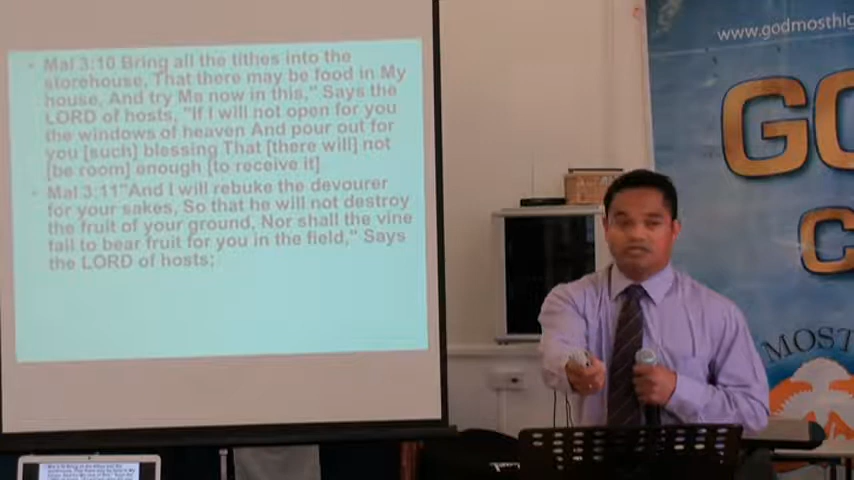 • Mal 3:10 Bring all the tithes into the
storehouse, That there may be food in My
house, And try Me now in this," Says the
LORD of hosts, "If I will not open for you
the windows of heaven And pour out for
you [such] blessing That [there will] not
[be room] enough [to receive it].
• Mal 3:11"And I will rebuke the devourer
for your sakes, So that he will not destroy
the fruit of your ground, Nor shall the vine
fail to bear fruit for you in the field," Says
the LORD of hosts;
www.godmosthi
GO
C
MOST